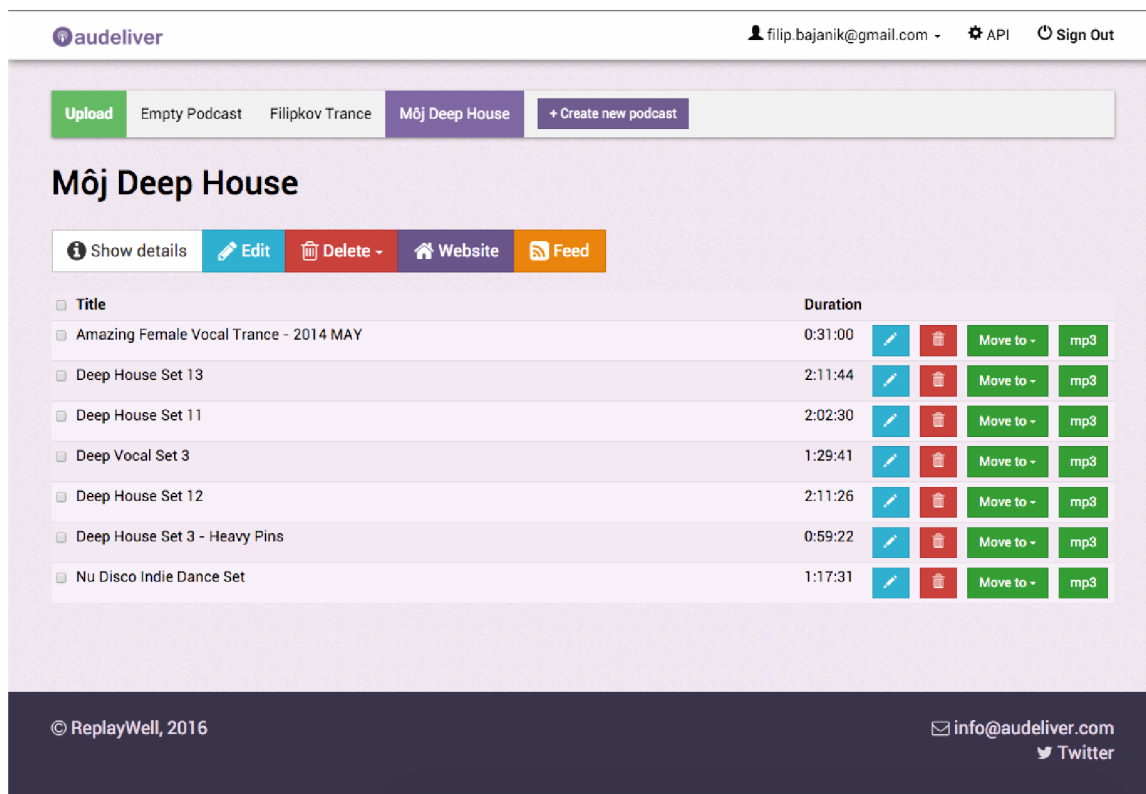 audeliver filip.bajanik@gmail.com API Sign Out
Upload Empty Podcast Filipkov Trance Môj Deep House + Create new podcast
Môj Deep House
Show details Edit Delete Website Feed
Title Duration
Amazing Female Vocal Trance - 2014 MAY 0:31:00 Move to mp3
Deep House Set 13 2:11:44 Move to mp3
Deep House Set 11 2:02:30 Move to mp3
Deep Vocal Set 3 1:29:41 Move to mp3
Deep House Set 12 2:11:26 Move to mp3
Deep House Set 3 - Heavy Pins 0:59:22 Move to mp3
Nu Disco Indie Dance Set 1:17:31 Move to mp3
© ReplayWell, 2016 info@audeliver.com
Twitter